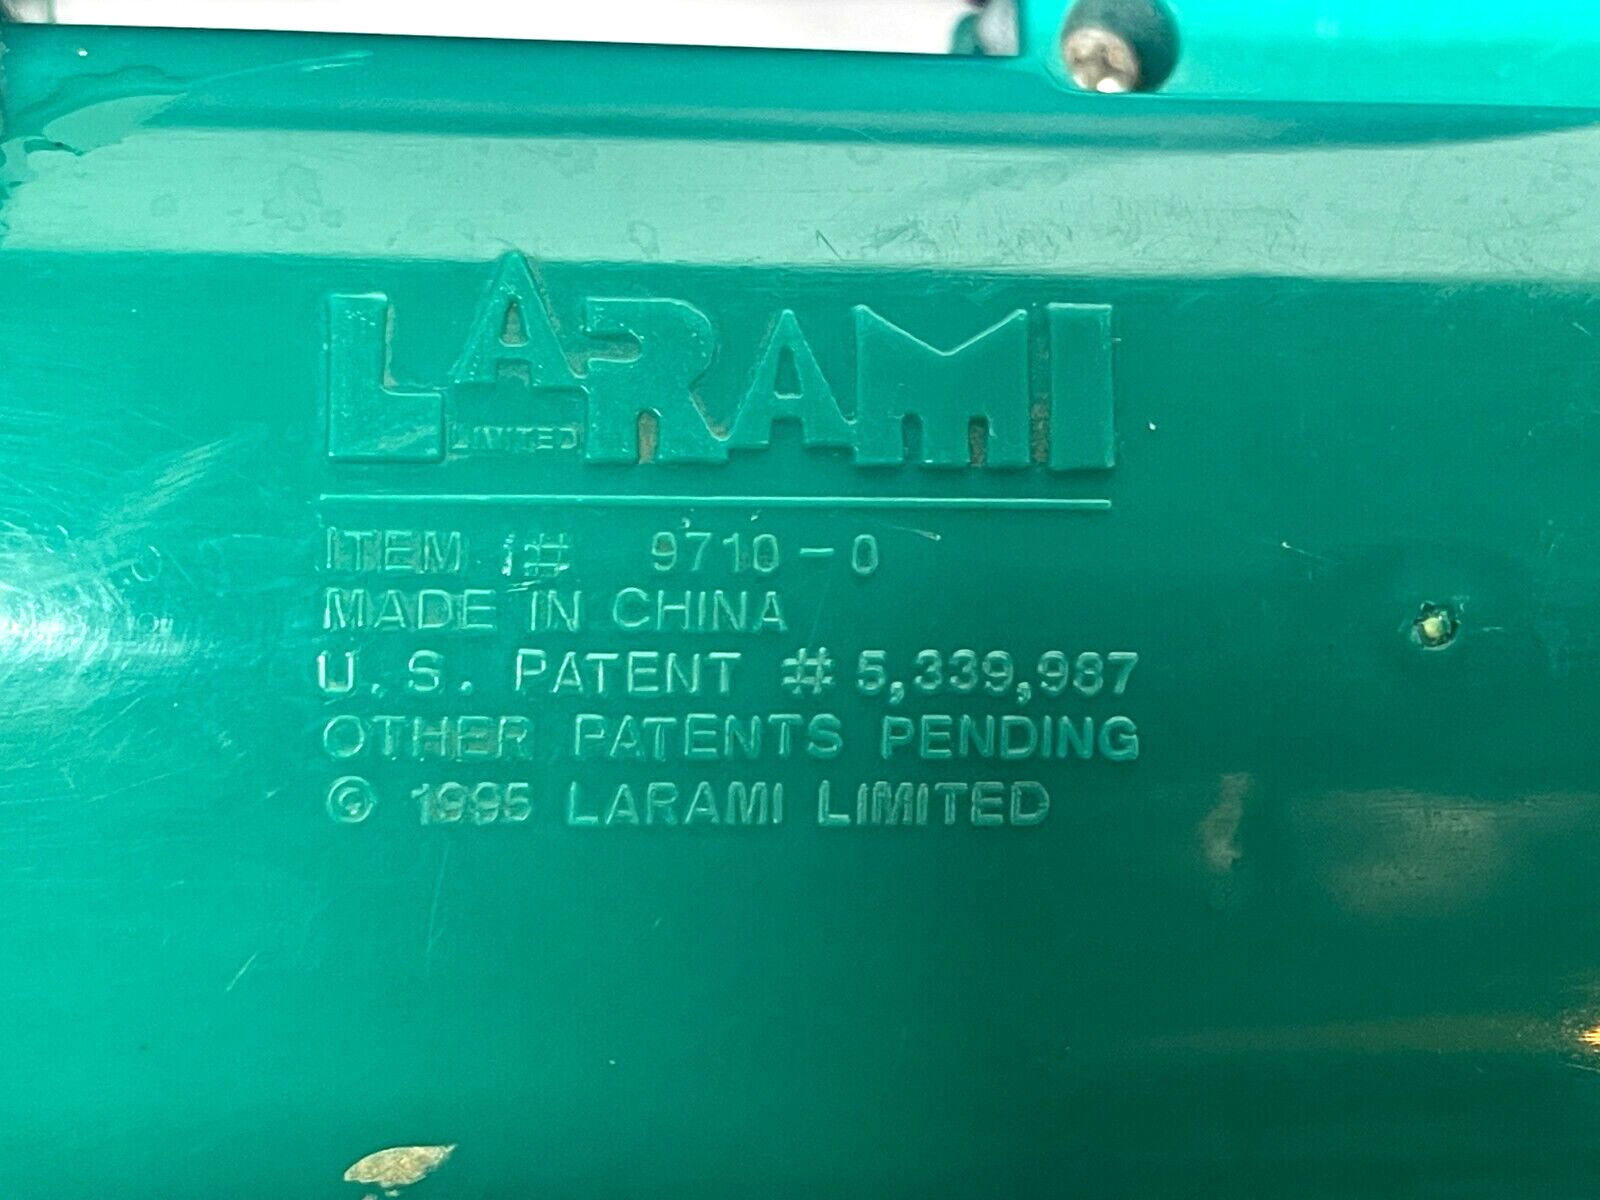 LARAMI
LIMITED
ITEM # 9710-0
MADE IN CHINA
U.S. PATENT # 5,339,987
OTHER PATENTS PENDING
© 1995 LARAMI LIMITED